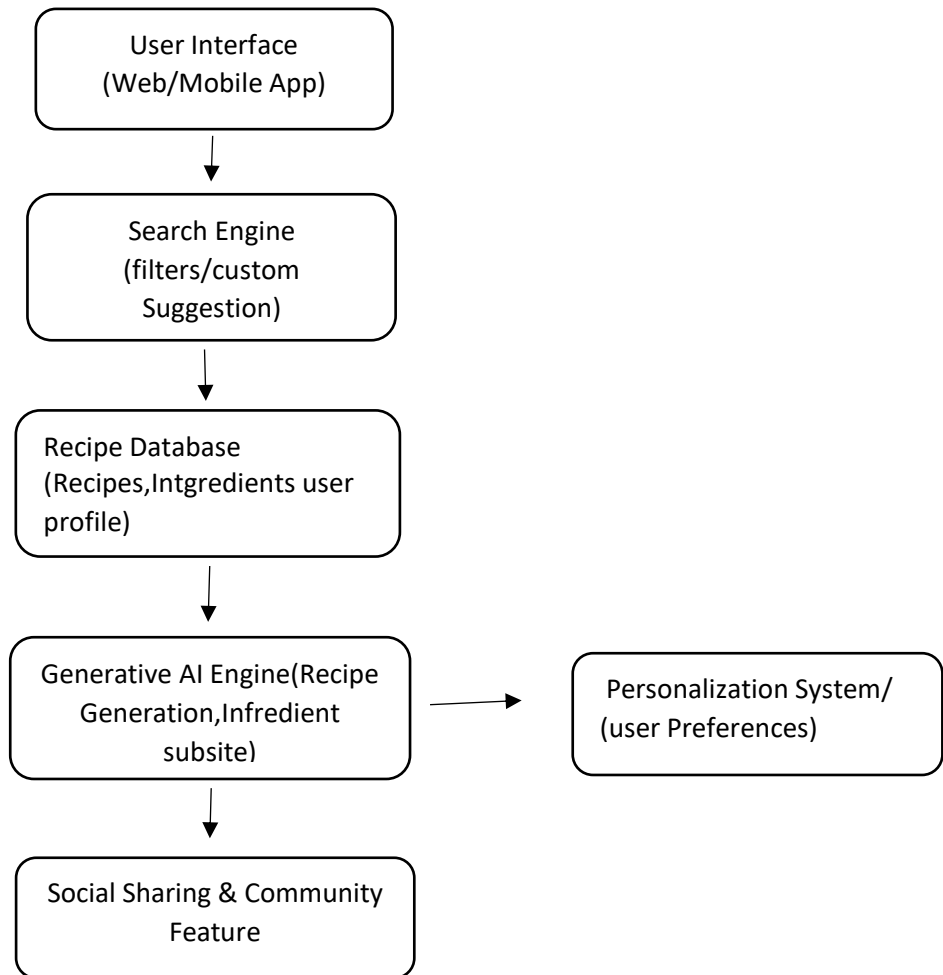 User Interface
(Web/Mobile App)
Search Engine
(filters/custom
Suggestion)
Recipe Database
(Recipes,Intgredients user
profile)
Generative AI Engine(Recipe
Generation,Infredient
subsite)
Personalization System/
(user Preferences)
Social Sharing & Community
Feature